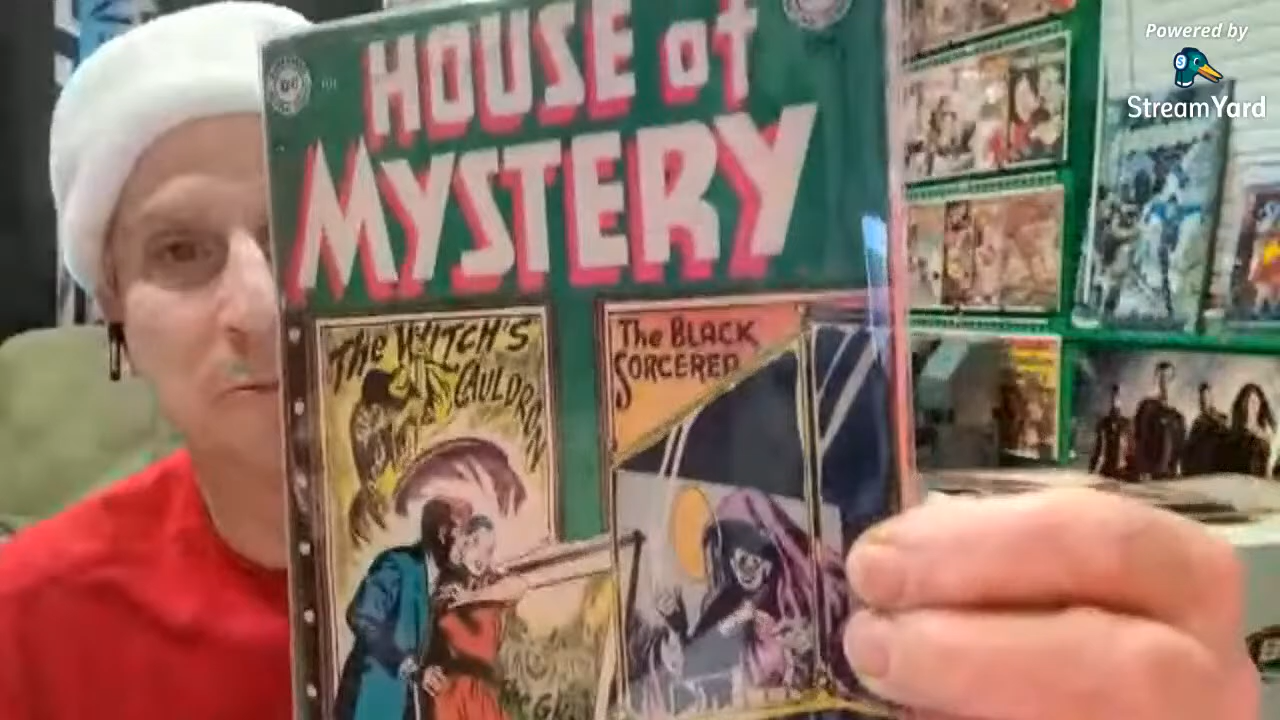 Powered by
StreamYard
HOUSE of
MYSTERY
THE WITCH'S
CAULDRON
The BLACK
SORCERER